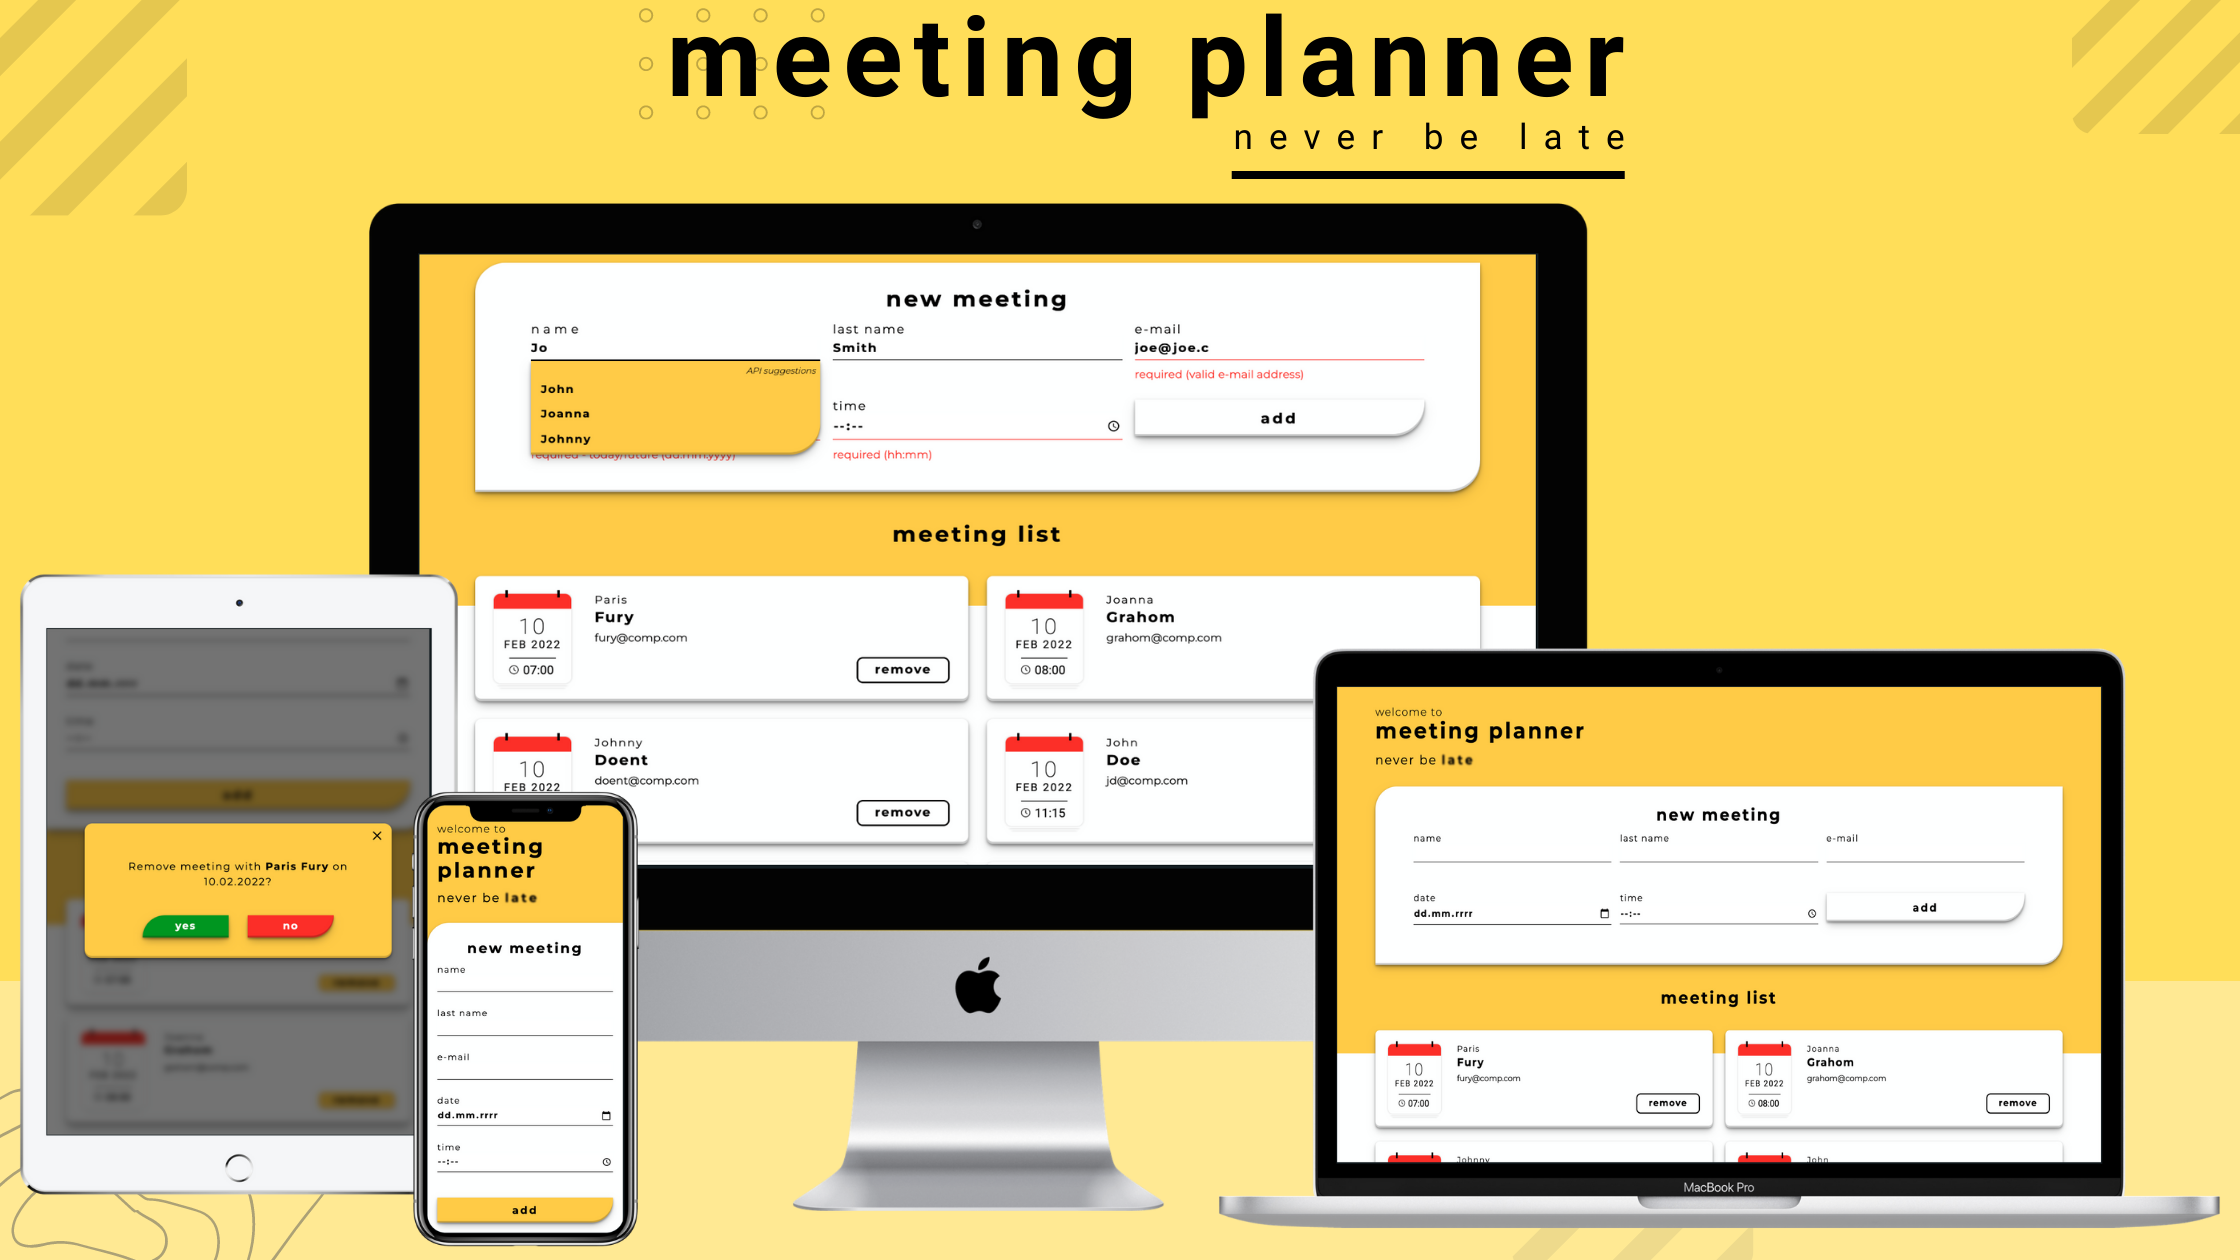 meeting planner
never be late
new meeting
name
Jo
last name
Smith
e-mail
joe@joe.c
required (valid e-mail address)
API suggestions
John
Joanna
Johnny
required - today/future (dd.mm.yyyy)
time
--:--
required (hh:mm)
add
meeting list
10
FEB 2022
07:00
Paris
Fury
fury@comp.com
remove
10
FEB 2022
08:00
Joanna
Grahom
grahom@comp.com
10
FEB 2022
Johnny
Doent
doent@comp.com
remove
10
FEB 2022
11:15
John
Doe
jd@comp.com
add
Remove meeting with Paris Fury on
10.02.2022?
yes
no
remove
Grahom
remove
welcome to
meeting
planner
never be late
new meeting
name
last name
e-mail
date
dd.mm.rrrr
time
--:--
add
welcome to
meeting planner
never be late
new meeting
name
last name
e-mail
date
dd.mm.rrrr
time
--:--
add
meeting list
10
FEB 2022
07:00
Paris
Fury
fury@comp.com
remove
10
FEB 2022
08:00
Joanna
Grahom
grahom@comp.com
remove
Johnny
John
MacBook Pro